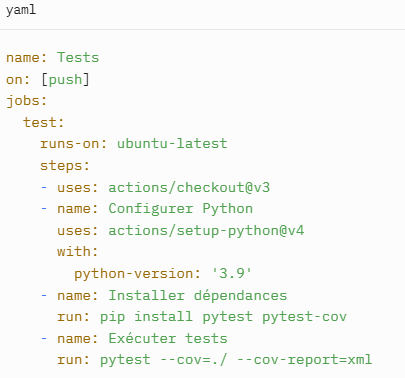 yaml
name: Tests
on: [push]
jobs:
  test:
    runs-on: ubuntu-latest
    steps:
    - uses: actions/checkout@v3
    - name: Configurer Python
      uses: actions/setup-python@v4
      with:
        python-version: '3.9'
    - name: Installer dépendances
      run: pip install pytest pytest-cov
    - name: Exécuter tests
      run: pytest --cov=./ --cov-report=xml